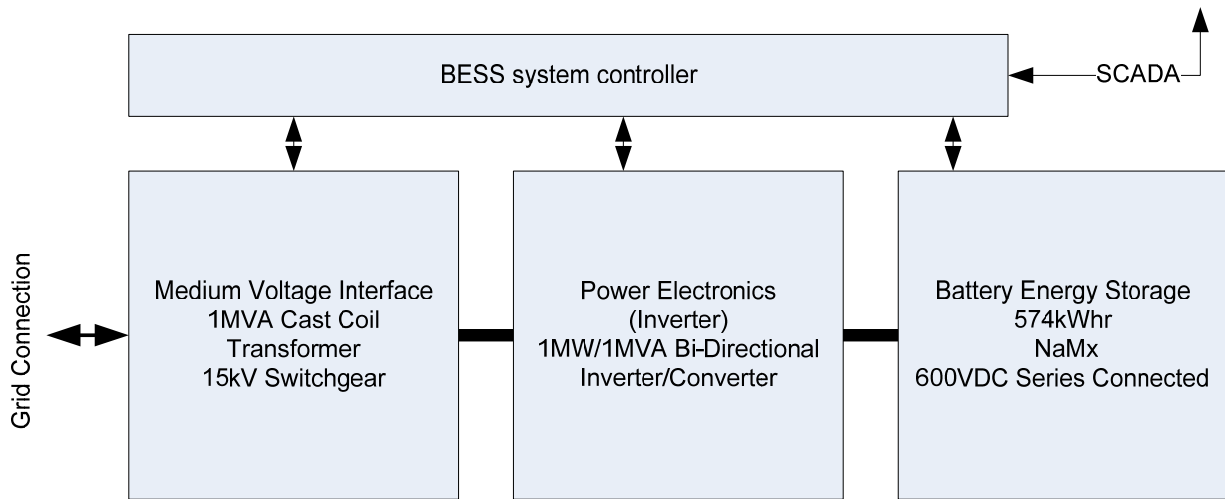 BESS system controller
SCADA
Grid Connection
Medium Voltage Interface
1MVA Cast Coil
Transformer
15kV Switchgear
Power Electronics
(Inverter)
1MW/1MVA Bi-Directional
Inverter/Converter
Battery Energy Storage
574kWhr
NaMx
600VDC Series Connected